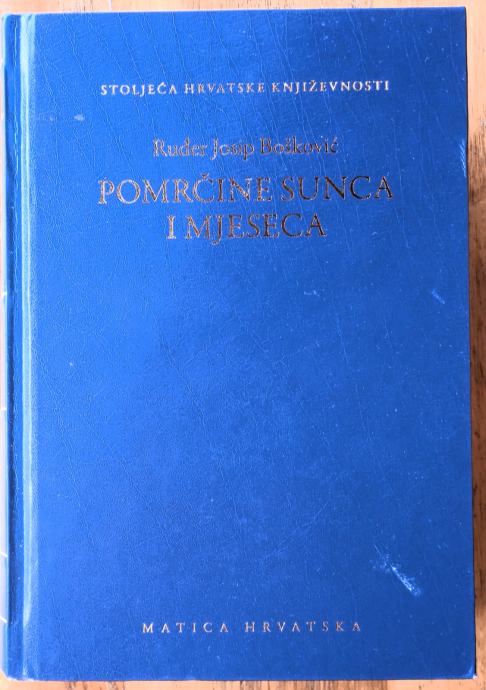 STOLJEĆA HRVATSKE KNJIŽEVNOSTI
Ruđer Josip Bošković
POMRČINE SUNCA
I MJESECA
MATICA HRVATSKA